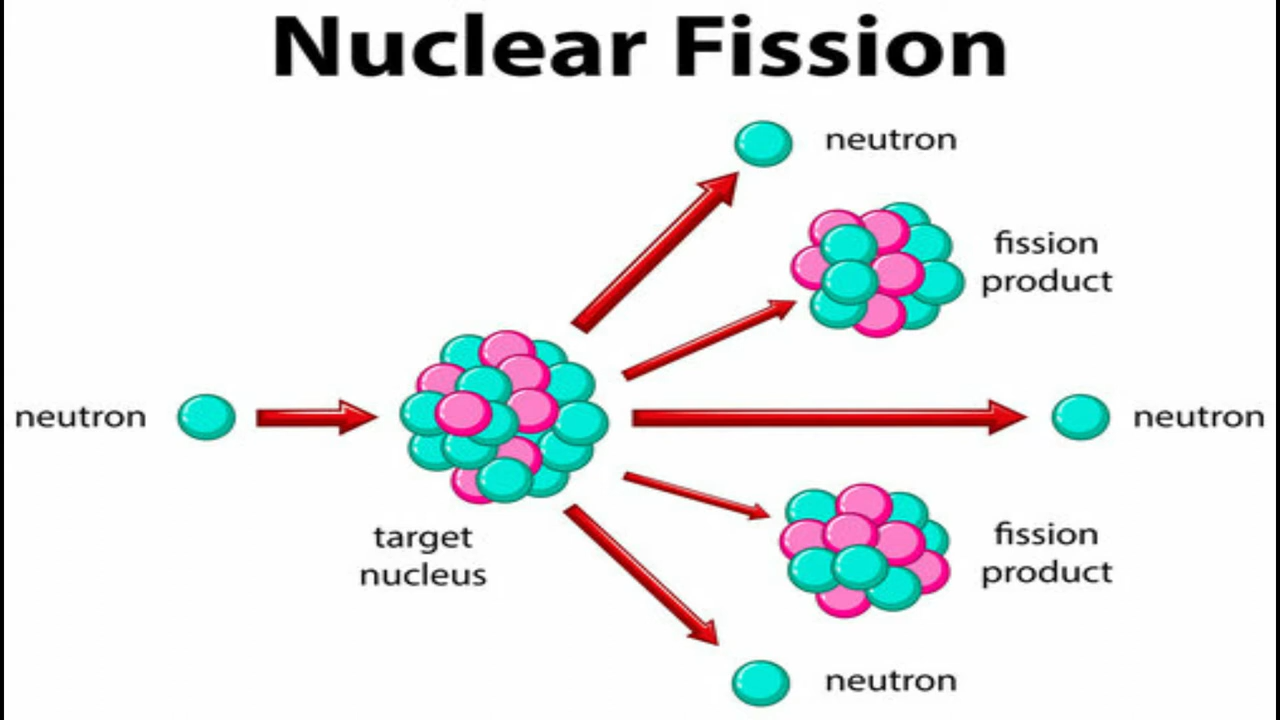 Nuclear Fission
neutron
fission
product
neutron
neutron
target
nucleus
fission
product
neutron